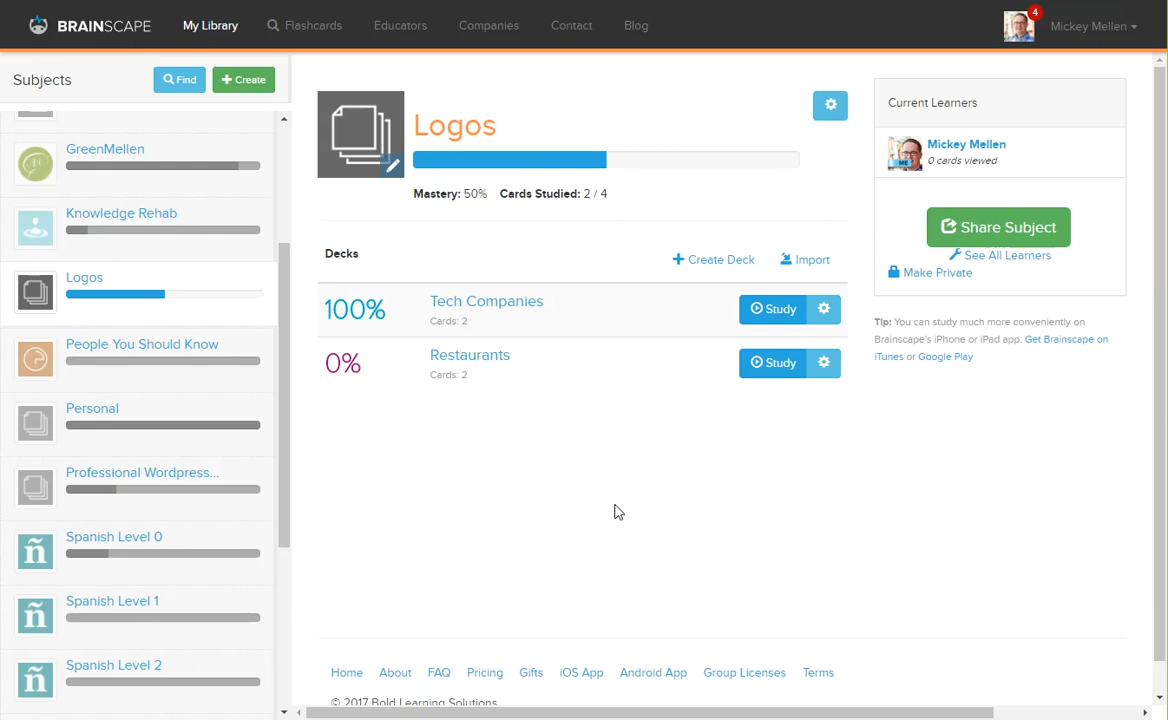 BRAINSCAPE
My Library
Flashcards
Educators
Companies
Contact
Blog
4
Mickey Mellen
Subjects
Find
Create
GreenMellen
Knowledge Rehab
Logos
People You Should Know
Personal
Professional Wordpress...
Spanish Level 0
Spanish Level 1
Spanish Level 2
Logos
Mastery: 50% Cards Studied: 2 / 4
Decks
Create Deck
Import
100%
Tech Companies
Cards: 2
Study
0%
Restaurants
Cards: 2
Study
Current Learners
ME
Mickey Mellen
0 cards viewed
Share Subject
See All Learners
Make Private
Tip: You can study much more conveniently on
Brainscape's iPhone or iPad app. Get Brainscape on
iTunes or Google Play
Home
About
FAQ
Pricing
Gifts
iOS App
Android App
Group Licenses
Terms
© 2017 Bold Learning Solutions